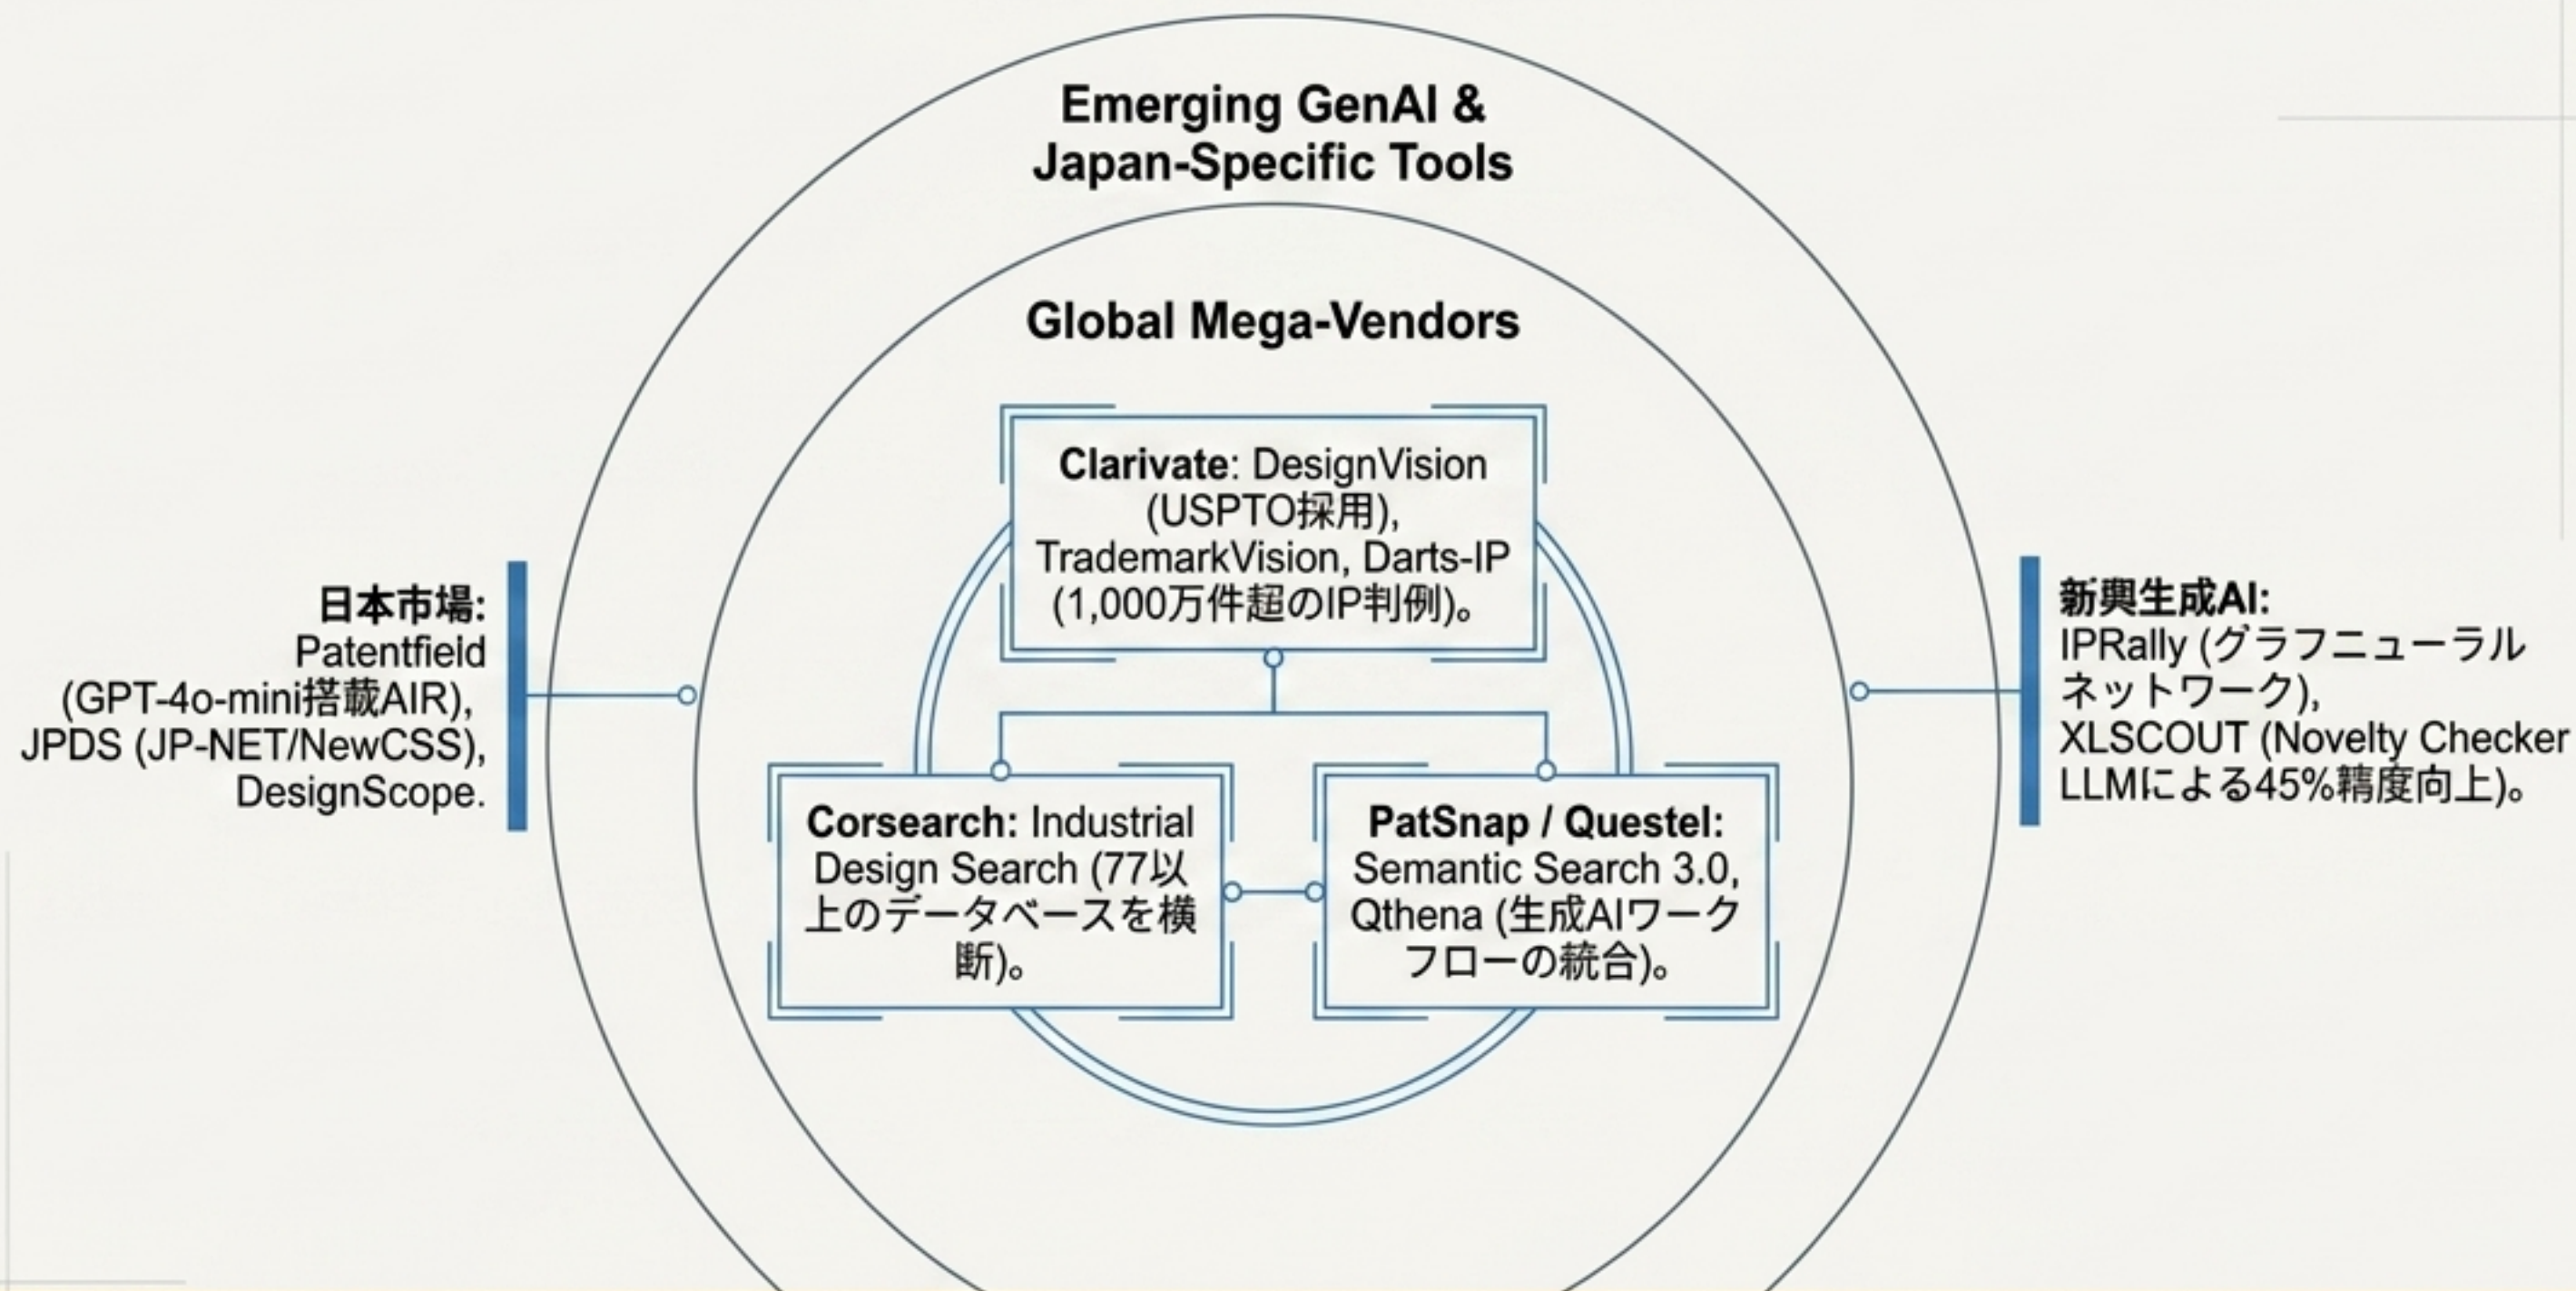 Emerging GenAI &
Japan-Specific Tools
Global Mega-Vendors
Clarivate: DesignVision
(USPTO採用),
TrademarkVision, Darts-IP
(1,000万件超のIP判例)。
Corsearch: Industrial
Design Search (77以
上のデータベースを横
断)。
PatSnap / Questel:
Semantic Search 3.0,
Qthena (生成AIワーク
フローの統合)。
日本市場:
Patentfield
(GPT-4o-mini搭載AIR),
JPDS (JP-NET/NewCSS),
DesignScope.
新興生成AI:
IPRally (グラフニューラル
ネットワーク),
XLSCOUT (Novelty Checker
LLMによる45%精度向上)。